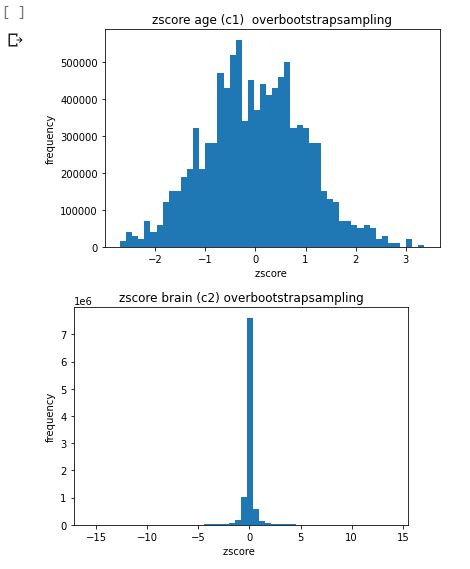 [ ]
zscore age (c1)  overbootstrapsampling
500000
400000
300000
200000
100000
0
frequency
-2 -1 0 1 2 3
zscore
zscore brain (c2) overbootstrapsampling
1e6
7
6
5
4
3
2
1
0
frequency
−15 −10 −5 0 5 10 15
zscore